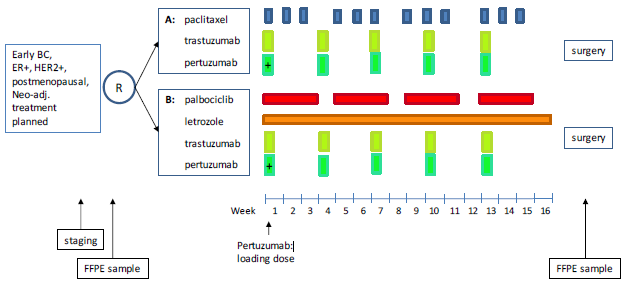 Early BC,
ER+, HER2+,
postmenopausal,
Neo-adj.
treatment
planned
R
A: paclitaxel
trastuzumab
pertuzumab
+
surgery
B: palbociclib
letrozole
trastuzumab
pertuzumab
+
surgery
Week 1 2 3 4 5 6 7 8 9 10 11 12 13 14 15 16
staging
FFPE sample
Pertuzumab:
loading dose
FFPE sample